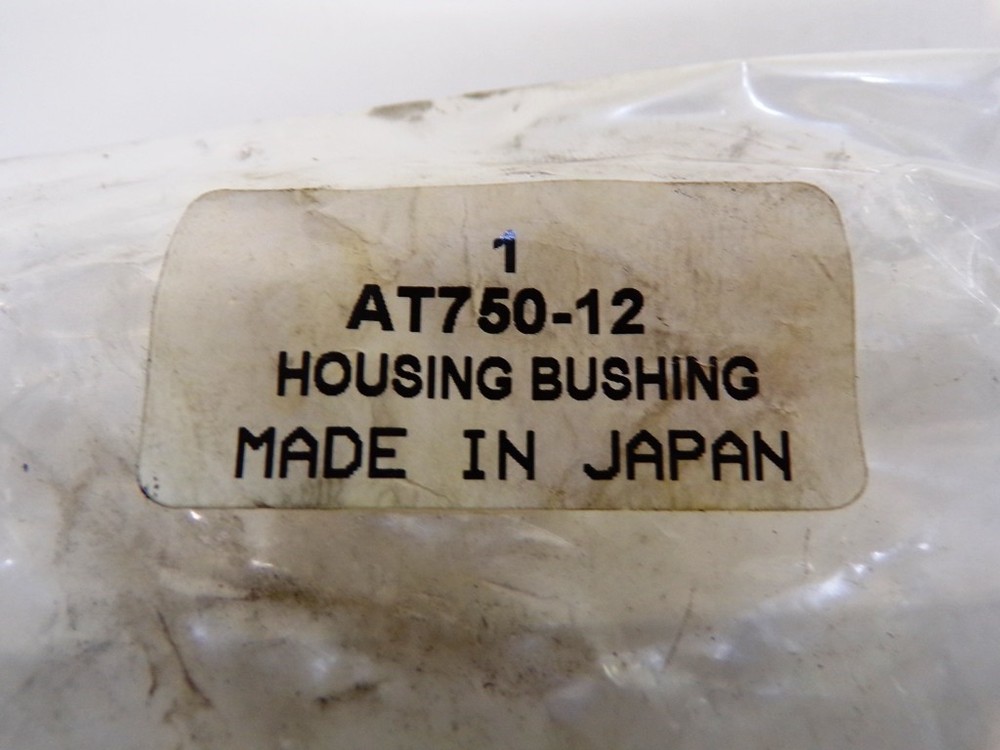 1
AT750-12
HOUSING BUSHING
MADE IN JAPAN